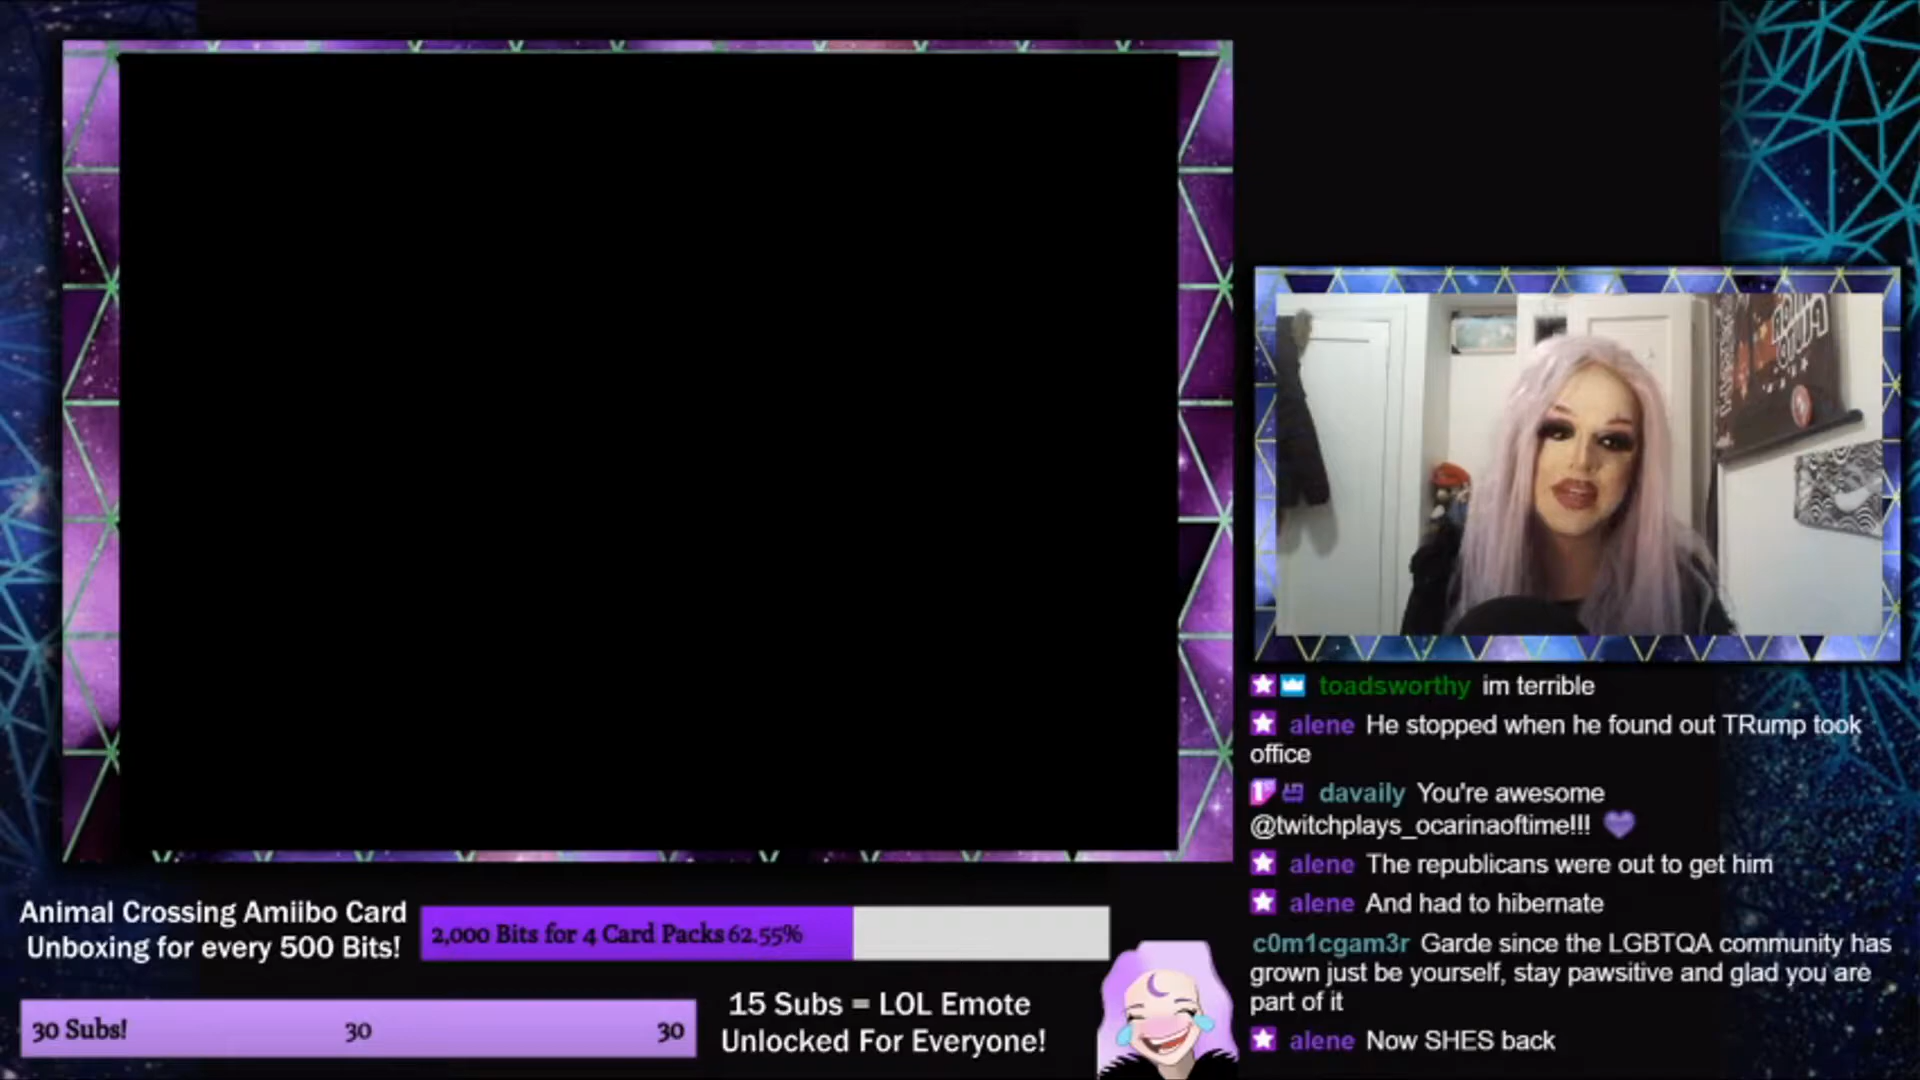 toadsworthy im terrible
alene He stopped when he found out TRump took
office
davaily You're awesome
@twitchplays_ocarinaoftime!!!
alene The republicans were out to get him
alene And had to hibernate
c0m1cgam3r Garde since the LGBTQA community has
grown just be yourself, stay pawsitive and glad you are
part of it
alene Now SHES back
Animal Crossing Amiibo Card
Unboxing for every 500 Bits!
2,000 Bits for 4 Card Packs 62.55%
30 Subs! 30 30
15 Subs = LOL Emote
Unlocked For Everyone!